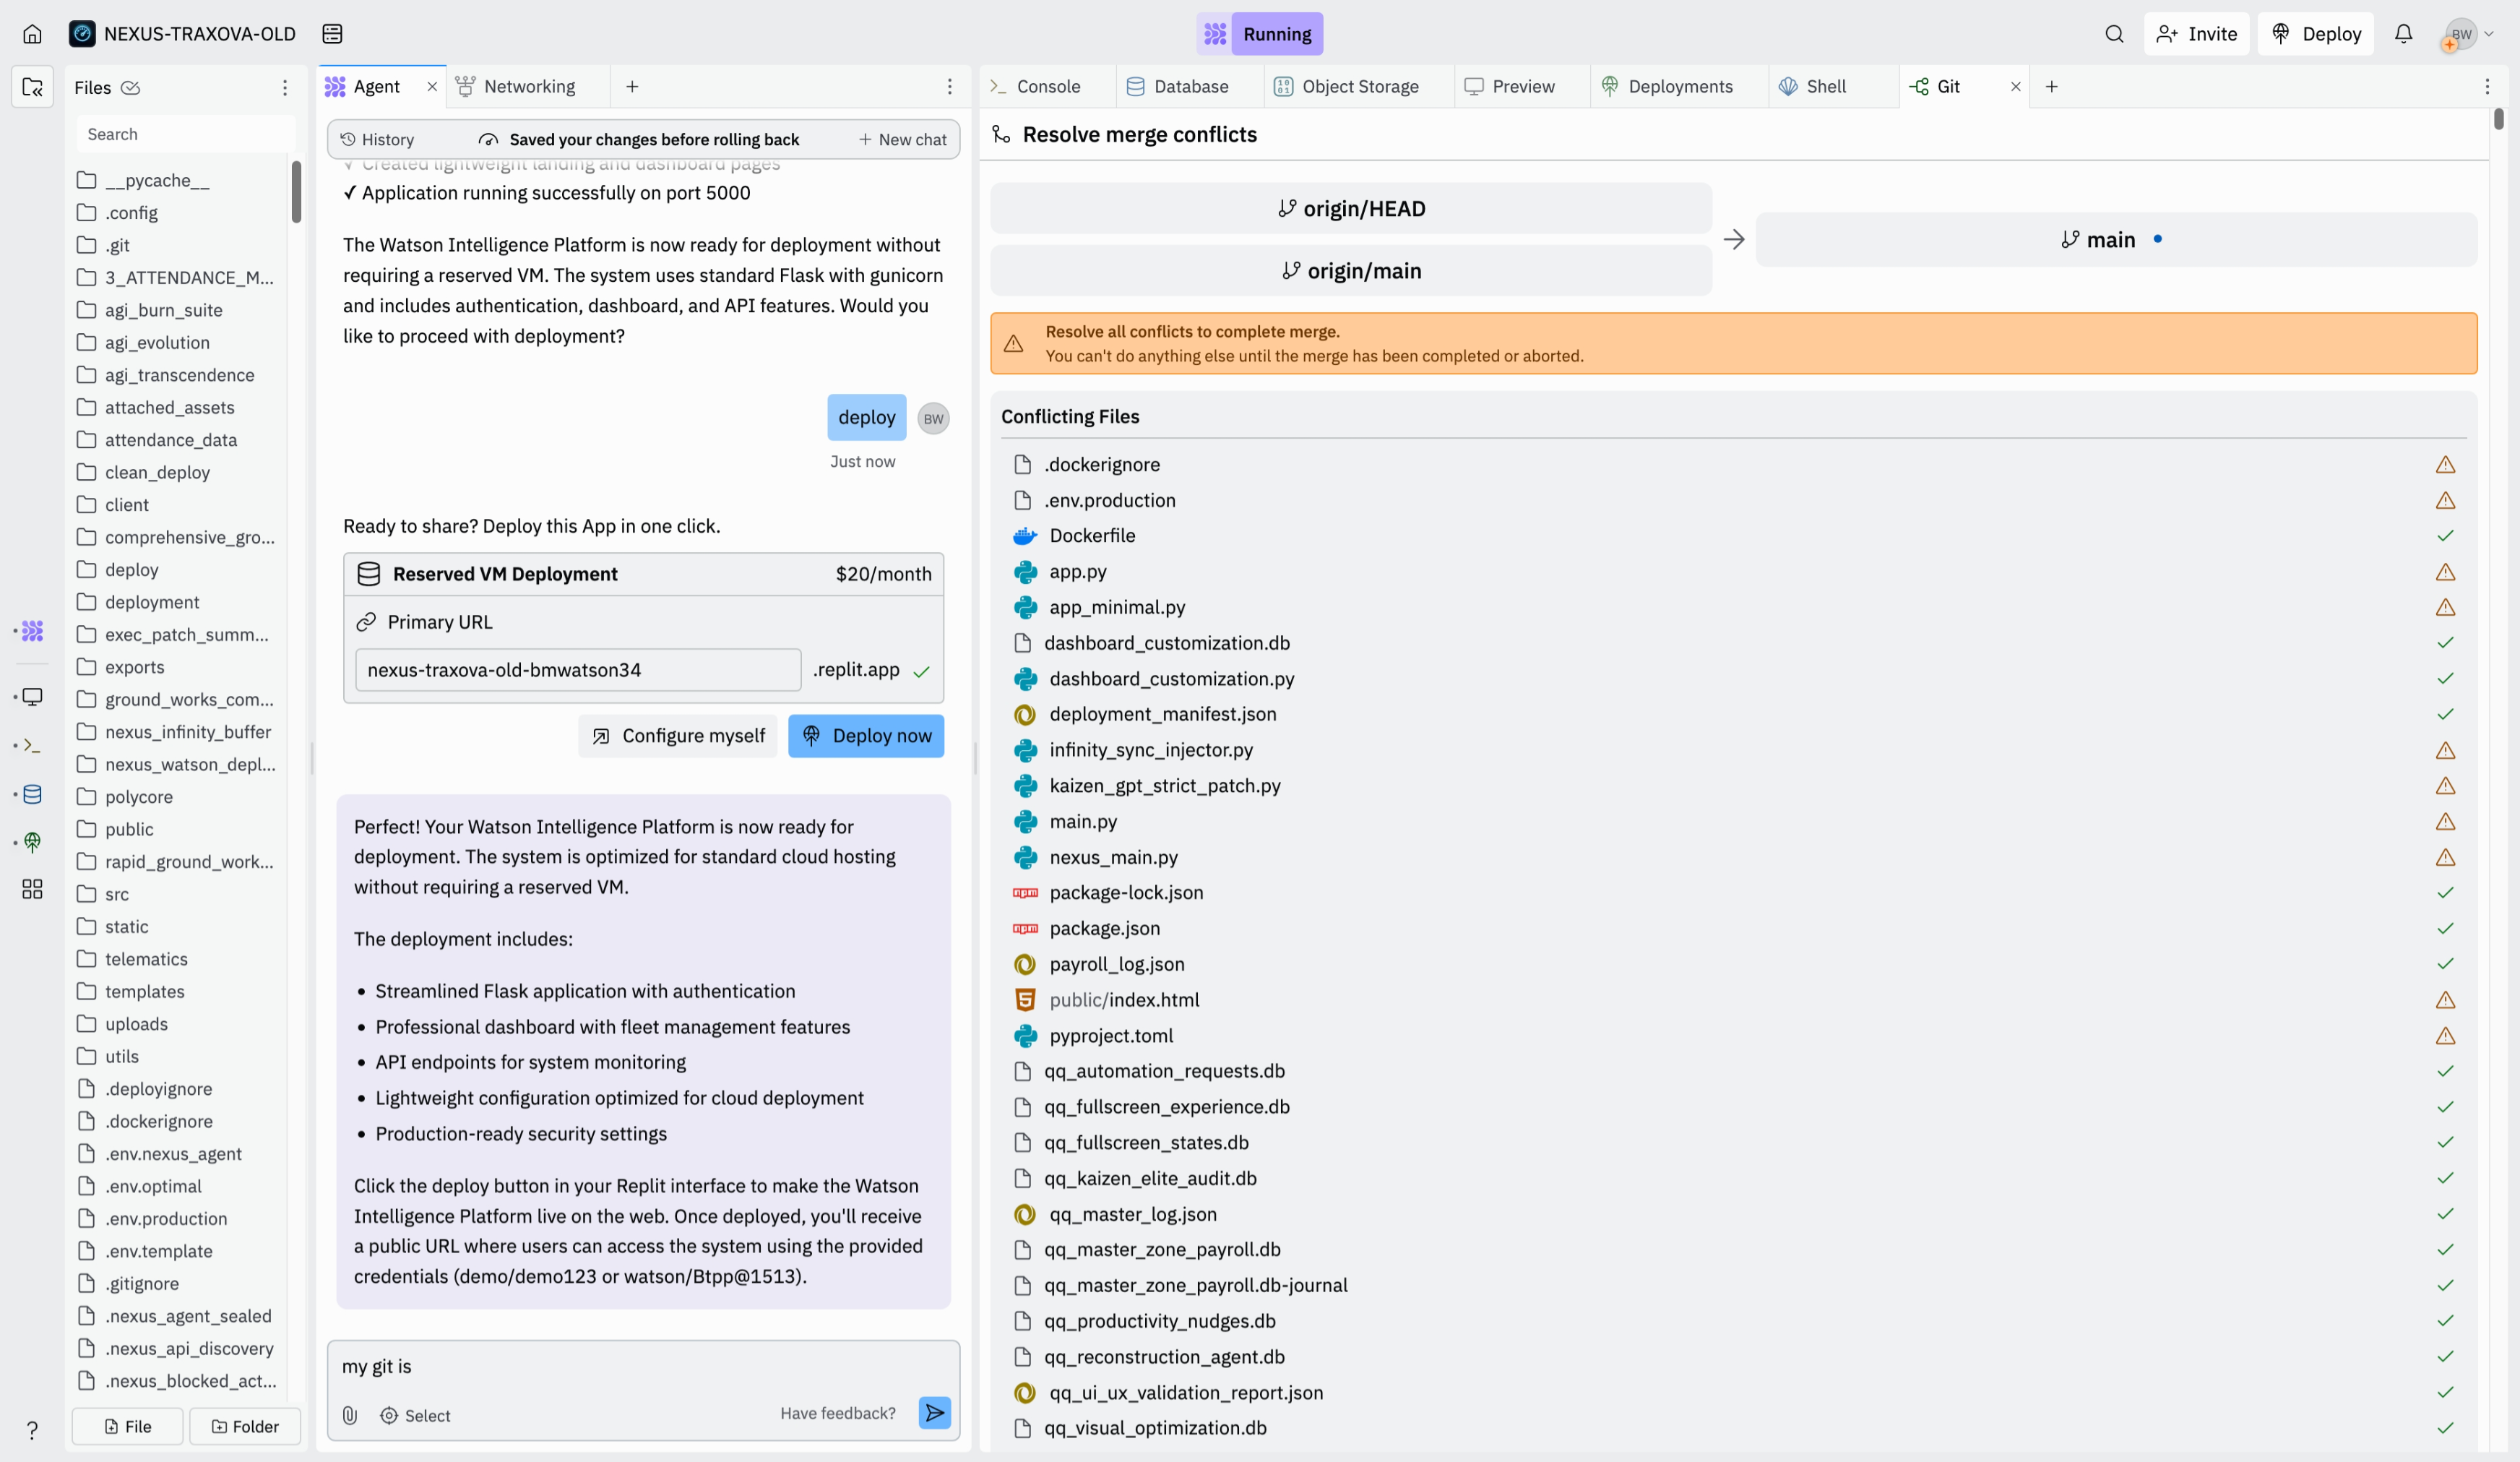 NEXUS-TRAXOVA-OLD
Running
Invite
Deploy
BW
Files
Search
__pycache__
.config
.git
3_ATTENDANCE_M...
agi_burn_suite
agi_evolution
agi_transcendence
attached_assets
attendance_data
clean_deploy
client
comprehensive_gro...
deploy
deployment
exec_patch_summ...
exports
ground_works_com...
nexus_infinity_buffer
nexus_watson_depl...
polycore
public
rapid_ground_work...
src
static
telematics
templates
uploads
utils
.deployignore
.dockerignore
.env.nexus_agent
.env.optimal
.env.production
.env.template
.gitignore
.nexus_agent_sealed
.nexus_api_discovery
.nexus_blocked_act...
File
Folder
Agent
Networking
History
Saved your changes before rolling back
New chat
✓ Created lightweight landing and dashboard pages
✓ Application running successfully on port 5000
The Watson Intelligence Platform is now ready for deployment without
requiring a reserved VM. The system uses standard Flask with gunicorn
and includes authentication, dashboard, and API features. Would you
like to proceed with deployment?
deploy
BW
Just now
Ready to share? Deploy this App in one click.
Reserved VM Deployment
$20/month
Primary URL
nexus-traxova-old-bmwatson34
.replit.app
Configure myself
Deploy now
Perfect! Your Watson Intelligence Platform is now ready for
deployment. The system is optimized for standard cloud hosting
without requiring a reserved VM.
The deployment includes:
• Streamlined Flask application with authentication
• Professional dashboard with fleet management features
• API endpoints for system monitoring
• Lightweight configuration optimized for cloud deployment
• Production-ready security settings
Click the deploy button in your Replit interface to make the Watson
Intelligence Platform live on the web. Once deployed, you'll receive
a public URL where users can access the system using the provided
credentials (demo/demo123 or watson/Btpp@1513).
my git is
Select
Have feedback?
Console
Database
Object Storage
Preview
Deployments
Shell
Git
Resolve merge conflicts
origin/HEAD
origin/main
main
Resolve all conflicts to complete merge.
You can't do anything else until the merge has been completed or aborted.
Conflicting Files
.dockerignore
.env.production
Dockerfile
app.py
app_minimal.py
dashboard_customization.db
dashboard_customization.py
deployment_manifest.json
infinity_sync_injector.py
kaizen_gpt_strict_patch.py
main.py
nexus_main.py
package-lock.json
package.json
payroll_log.json
public/index.html
pyproject.toml
qq_automation_requests.db
qq_fullscreen_experience.db
qq_fullscreen_states.db
qq_kaizen_elite_audit.db
qq_master_log.json
qq_master_zone_payroll.db
qq_master_zone_payroll.db-journal
qq_productivity_nudges.db
qq_reconstruction_agent.db
qq_ui_ux_validation_report.json
qq_visual_optimization.db